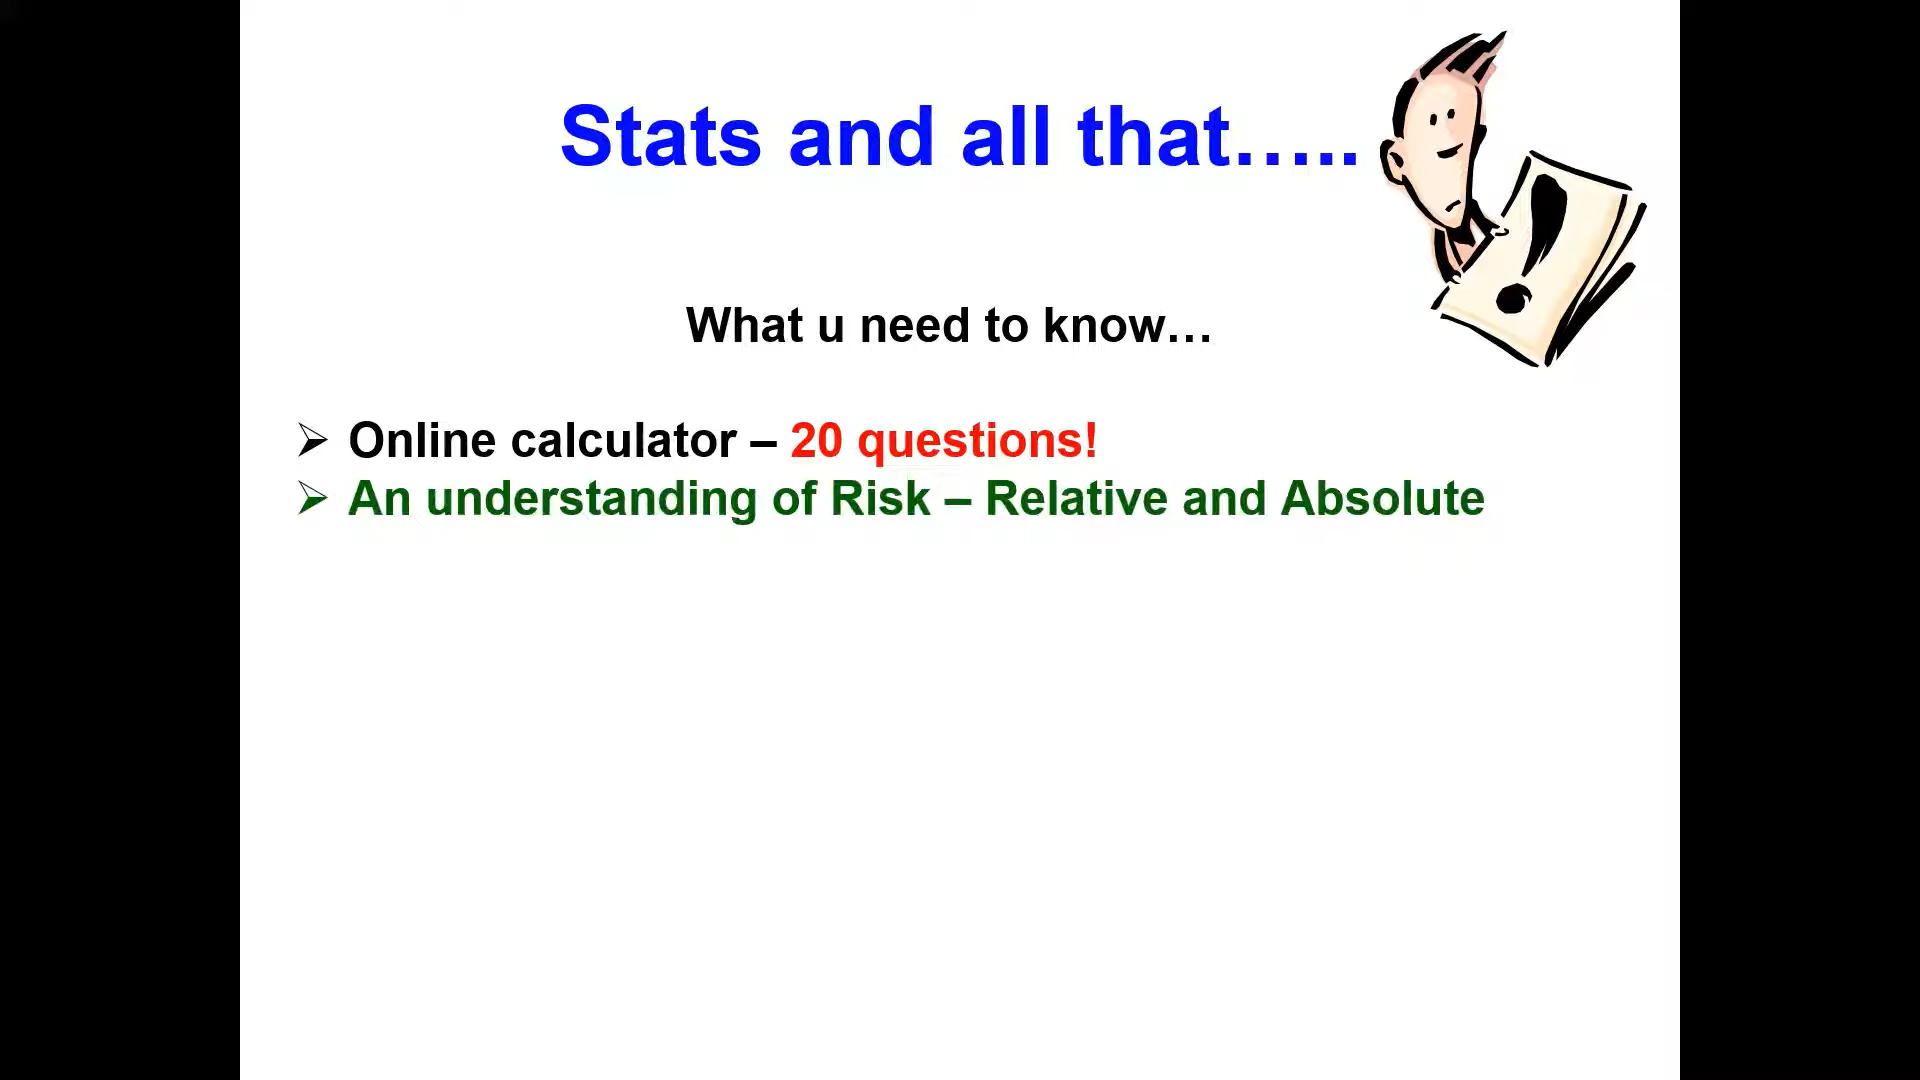 Stats and all that…..
What u need to know…
➢ Online calculator – 20 questions!
➢ An understanding of Risk – Relative and Absolute